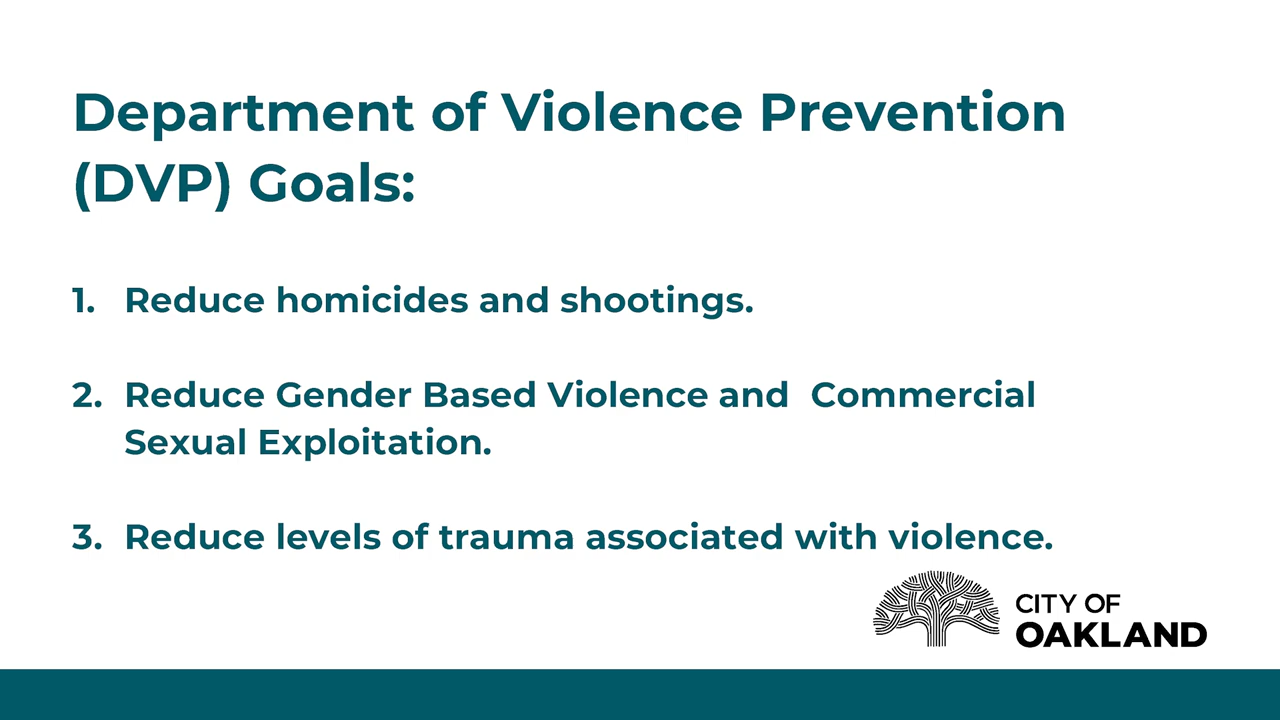 Department of Violence Prevention
(DVP) Goals:
1. Reduce homicides and shootings.
2. Reduce Gender Based Violence and  Commercial
Sexual Exploitation.
3. Reduce levels of trauma associated with violence.
CITY OF
OAKLAND